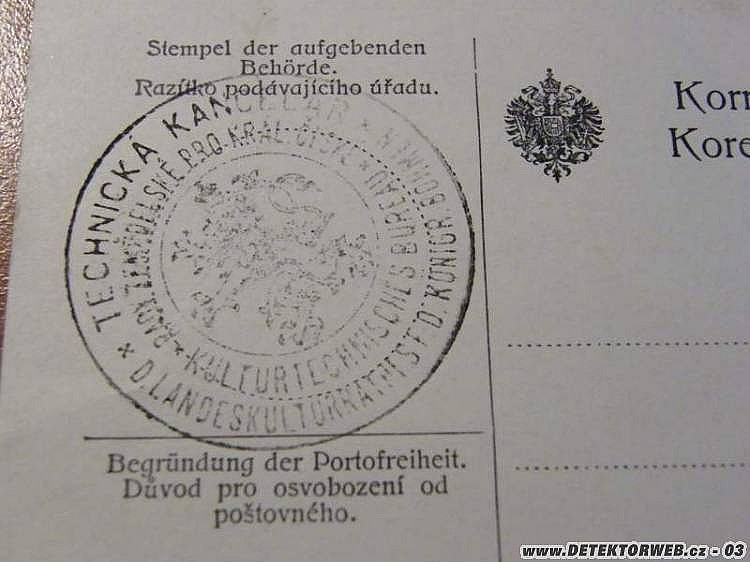 Stempel der aufgebenden
Behörde.
Razítko podávajícího úřadu.
TECHNICKÁ KANCELÁŘ
RADY ZEMĚDĚLSKÉ PRO KRÁL. ČESKÉ
KULTURTECHNISCHES BUREAU
D. LANDESKULTURRATHES F. D. KÖNIGR. BÖHMEN
Begründung der Portofreiheit.
Důvod pro osvobození od
poštovného.
Korr
Kore
www.DETEKTORWEB.cz - 03